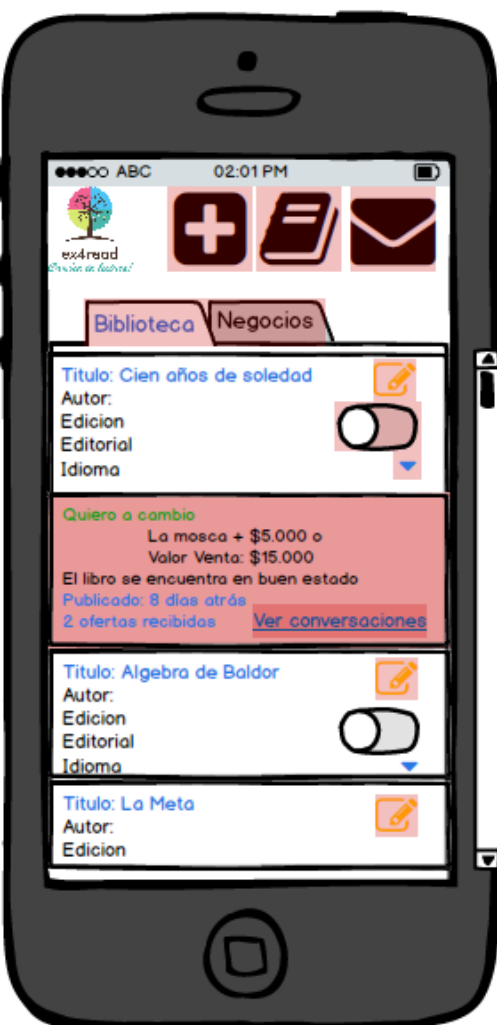 ABC 02:01 PM
ex4read
Biblioteca Negocios
Titulo: Cien años de soledad
Autor:
Edicion
Editorial
Idioma
Quiero a cambio
La mosca + $5.000 o
Valor Venta: $15.000
El libro se encuentra en buen estado
Publicado: 8 dias atrás
2 ofertas recibidas Ver conversaciones
Titulo: Algebra de Baldor
Autor:
Edicion
Editorial
Idioma
Titulo: La Meta
Autor:
Edicion